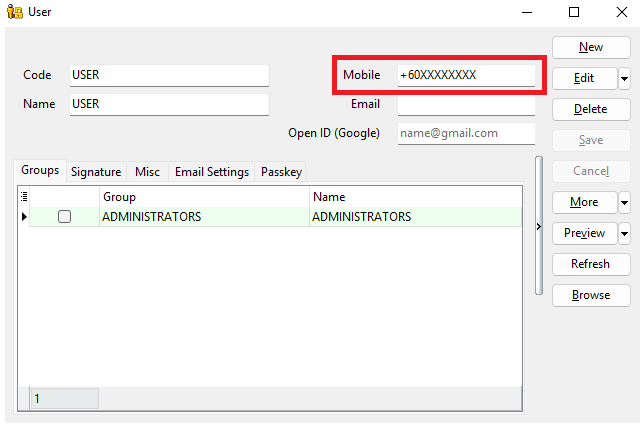 User
New
Code USER Mobile +60XXXXXXXX
Edit
Name USER Email
Delete
Open ID (Google) name@gmail.com
Save
Groups Signature Misc Email Settings Passkey
Cancel
Group Name
More
ADMINISTRATORS ADMINISTRATORS
Preview
Refresh
Browse
1